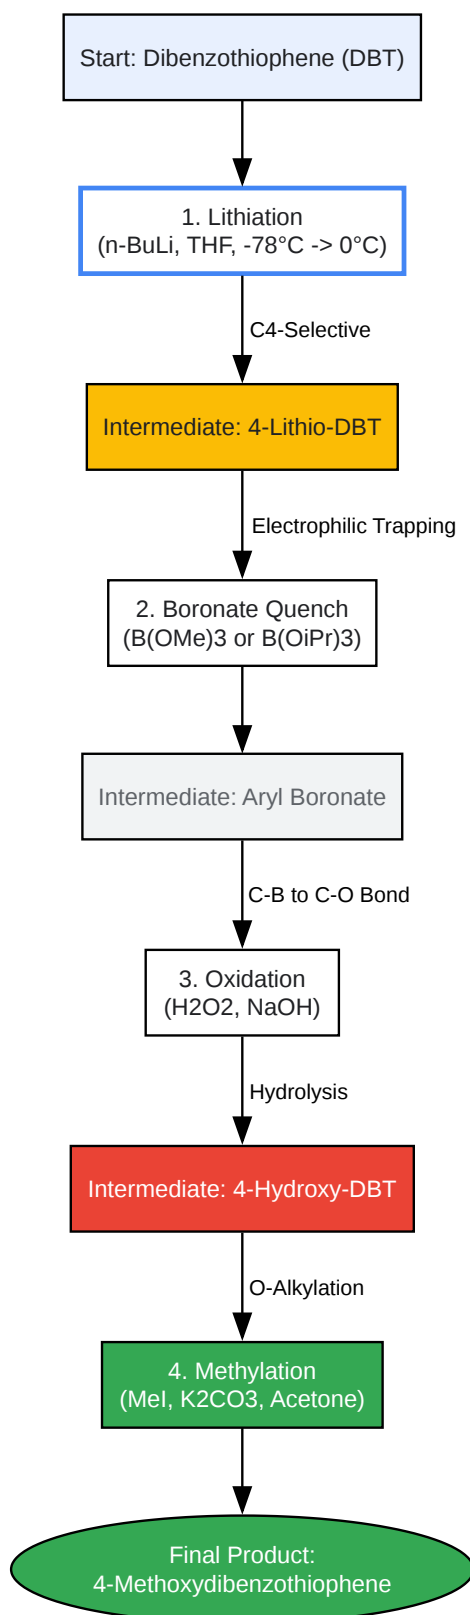 Start: Dibenzothiophene (DBT)
1. Lithiation
(n-BuLi, THF, -78°C -> 0°C)
C4-Selective
Intermediate: 4-Lithio-DBT
Electrophilic Trapping
2. Boronate Quench
(B(OMe)3 or B(OiPr)3)
Intermediate: Aryl Boronate
C-B to C-O Bond
3. Oxidation
(H2O2, NaOH)
Hydrolysis
Intermediate: 4-Hydroxy-DBT
O-Alkylation
4. Methylation
(MeI, K2CO3, Acetone)
Final Product:
4-Methoxydibenzothiophene